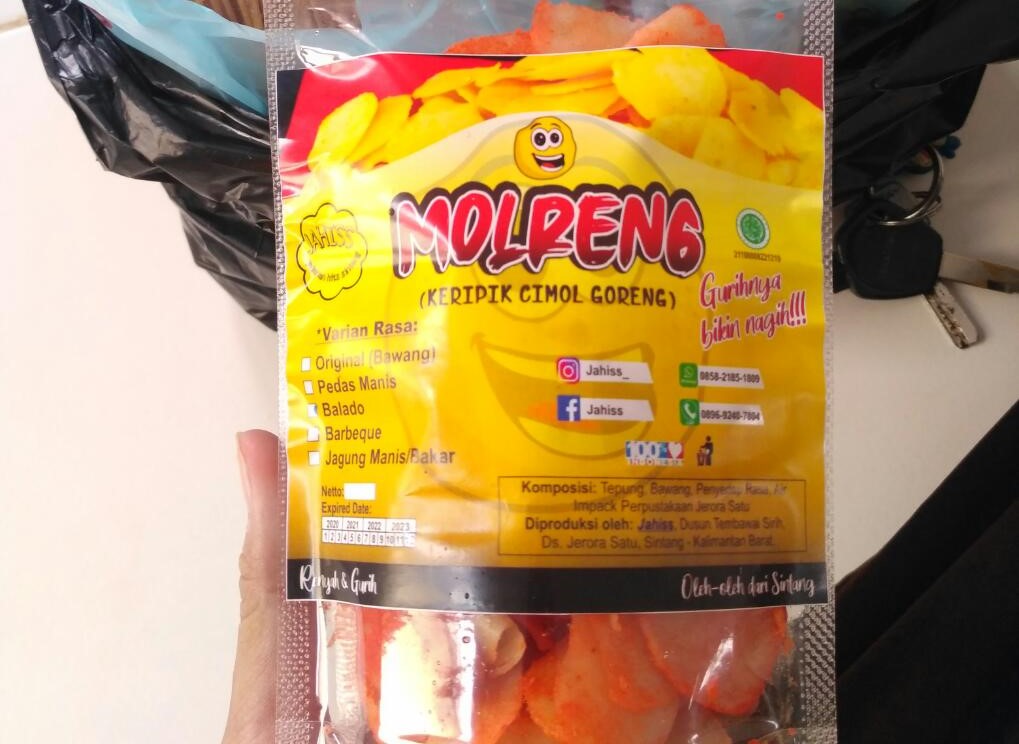 MOLRENG
(KERIPIK CIMOL GORENG)
JAHISS
Gurihnya
bikin nagih!!!
*Varian Rasa:
Original (Bawang)
Pedas Manis
Balado
Barbeque
Jagung Manis/Bakar
Jahiss_
0858-2185-1809
Jahiss
0896-9240-7804
100%
INDONESIA
Netto:
Expired Date:
2020 2021 2022 2023
1 2 3 4 5 6 7 8 9 10 11
Komposisi: Tepung, Bawang, Penyedap Rasa, Air
Impack Perpustakaan Jerora Satu
Diproduksi oleh: Jahiss, Dusun Tembawai Sirih,
Ds. Jerora Satu, Sintang - Kalimantan Barat.
Renyah & Gurih
Oleh-oleh dari Sintang